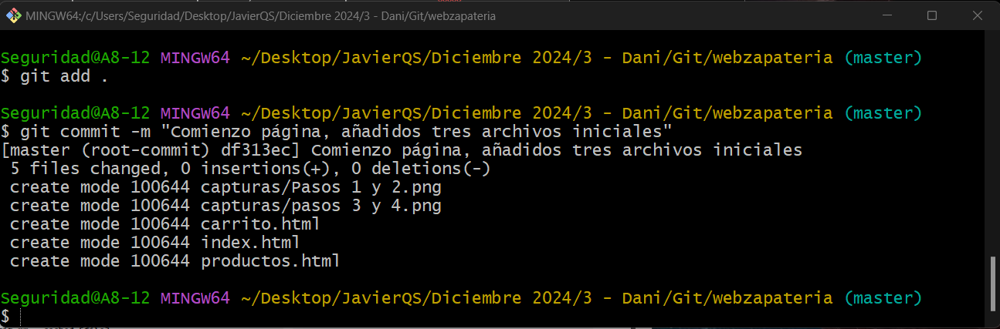 MINGW64:/c/Users/Seguridad/Desktop/JavierQS/Diciembre 2024/3 - Dani/Git/webzapateria
Seguridad@A8-12 MINGW64 ~/Desktop/JavierQS/Diciembre 2024/3 - Dani/Git/webzapateria (master)
$ git add .
Seguridad@A8-12 MINGW64 ~/Desktop/JavierQS/Diciembre 2024/3 - Dani/Git/webzapateria (master)
$ git commit -m "Comienzo página, añadidos tres archivos iniciales"
[master (root-commit) df313ec] Comienzo página, añadidos tres archivos iniciales
5 files changed, 0 insertions(+), 0 deletions(-)
create mode 100644 capturas/Pasos 1 y 2.png
create mode 100644 capturas/pasos 3 y 4.png
create mode 100644 carrito.html
create mode 100644 index.html
create mode 100644 productos.html
Seguridad@A8-12 MINGW64 ~/Desktop/JavierQS/Diciembre 2024/3 - Dani/Git/webzapateria (master)
$